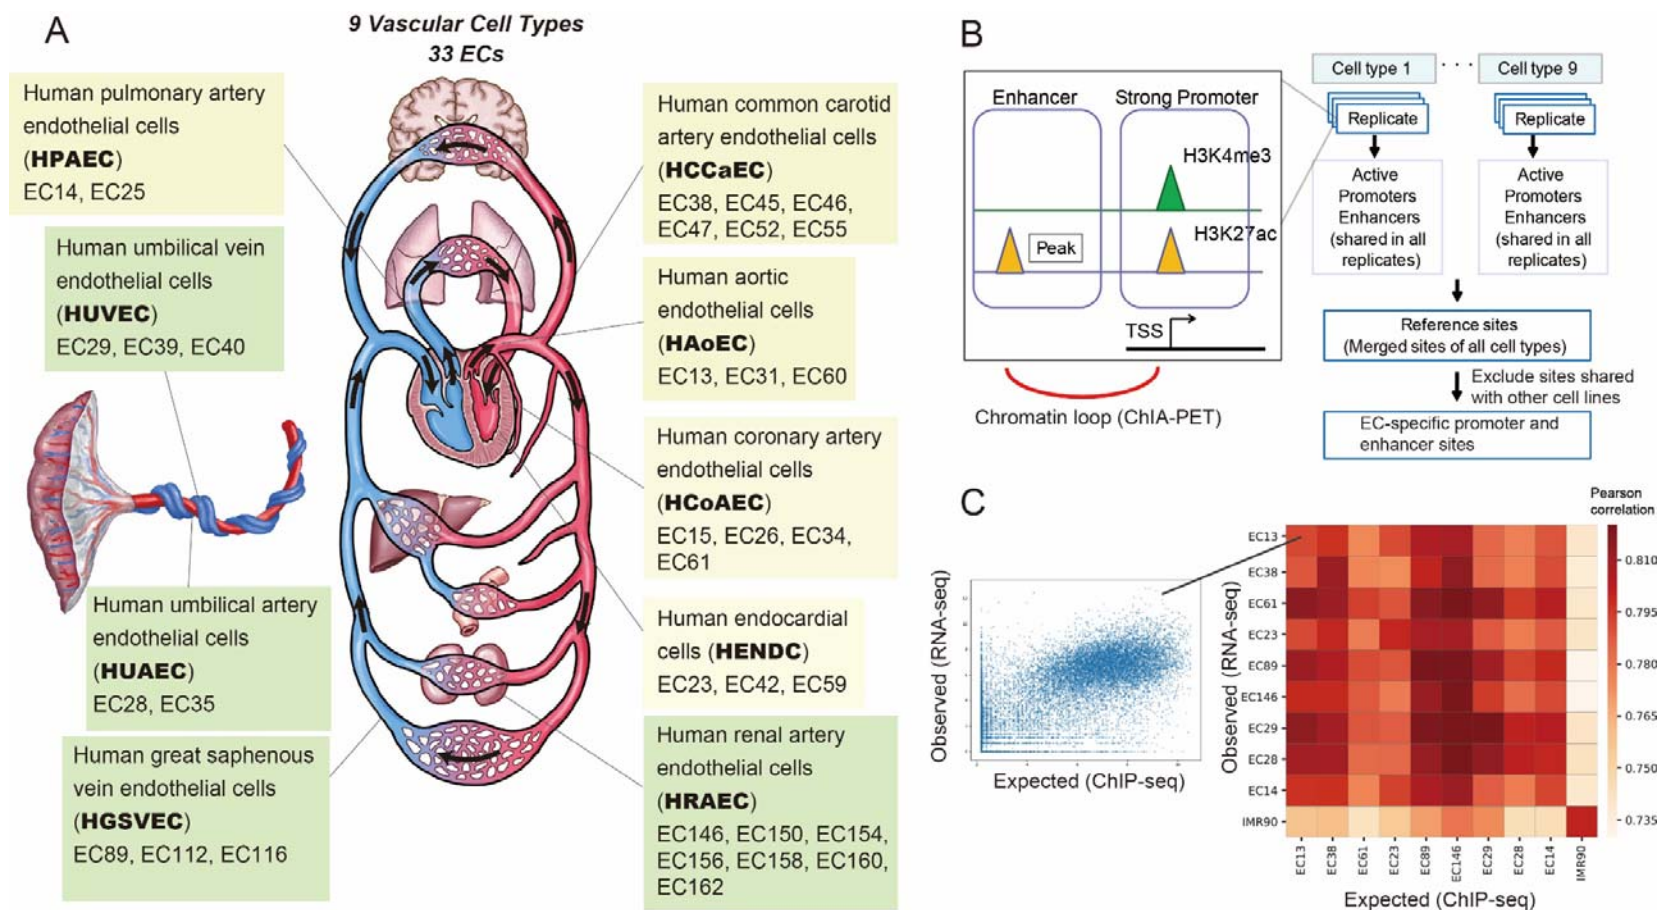 A
9 Vascular Cell Types
33 ECs
Human pulmonary artery
endothelial cells
(HPAEC)
EC14, EC25
Human umbilical vein
endothelial cells
(HUVEC)
EC29, EC39, EC40
Human umbilical artery
endothelial cells
(HUAEC)
EC28, EC35
Human great saphenous
vein endothelial cells
(HGSVEC)
EC89, EC112, EC116
Human common carotid
artery endothelial cells
(HCCaEC)
EC38, EC45, EC46,
EC47, EC52, EC55
Human aortic
endothelial cells
(HAoEC)
EC13, EC31, EC60
Human coronary artery
endothelial cells
(HCoAEC)
EC15, EC26, EC34,
EC61
Human endocardial
cells (HENDC)
EC23, EC42, EC59
Human renal artery
endothelial cells
(HRAEC)
EC146, EC150, EC154,
EC156, EC158, EC160,
EC162
B
Enhancer
Strong Promoter
H3K4me3
H3K27ac
Peak
TSS
Chromatin loop (ChIA-PET)
Cell type 1 · · · Cell type 9
Replicate
Replicate
Active
Promoters
Enhancers
(shared in all
replicates)
Active
Promoters
Enhancers
(shared in all
replicates)
Reference sites
(Merged sites of all cell types)
Exclude sites shared
with other cell lines
EC-specific promoter and
enhancer sites
C
Observed (RNA-seq)
Expected (ChIP-seq)
Observed (RNA-seq)
EC13
EC38
EC61
EC23
EC89
EC146
EC29
EC28
EC14
IMR90
EC13
EC38
EC61
EC23
EC89
EC146
EC29
EC28
EC14
IMR90
Expected (ChIP-seq)
Pearson
correlation
0.810
0.795
0.780
0.765
0.750
0.735